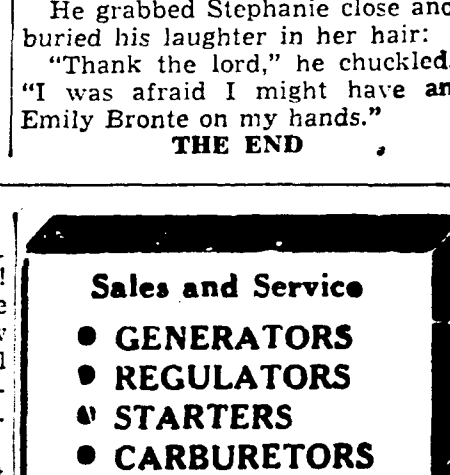 He grabbed Stephanie close and
buried his laughter in her hair:
"Thank the lord," he chuckled.
"I was afraid I might have an
Emily Bronte on my hands."
THE END
Sales and Service
• GENERATORS
• REGULATORS
• STARTERS
• CARBURETORS